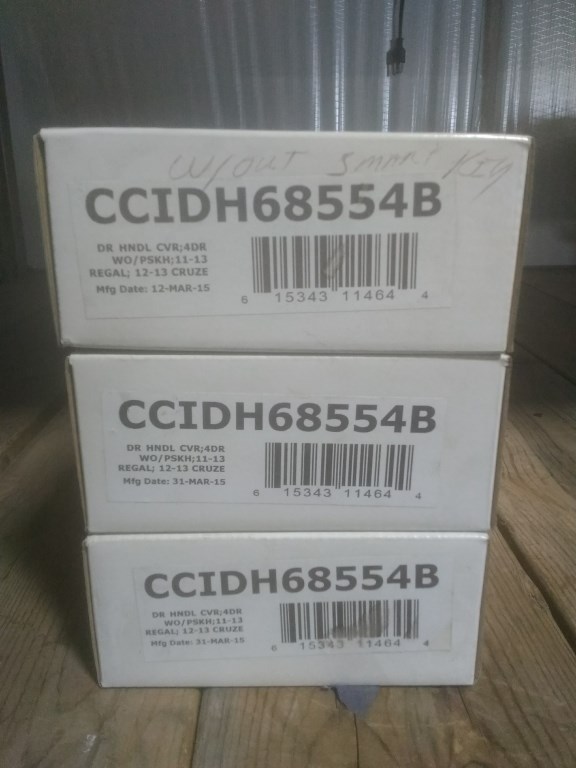 W/OUT SMART KEY
CCIDH68554B
DR HNDL CVR;4DR
WO/PSKH;11-13
REGAL; 12-13 CRUZE
Mfg Date: 12-MAR-15
6 15343 11464 4
CCIDH68554B
DR HNDL CVR;4DR
WO/PSKH;11-13
REGAL; 12-13 CRUZE
Mfg Date: 31-MAR-15
6 15343 11464 4
CCIDH68554B
DR HNDL CVR;4DR
WO/PSKH;11-13
REGAL; 12-13 CRUZE
Mfg Date: 31-MAR-15
6 15343 11464 4